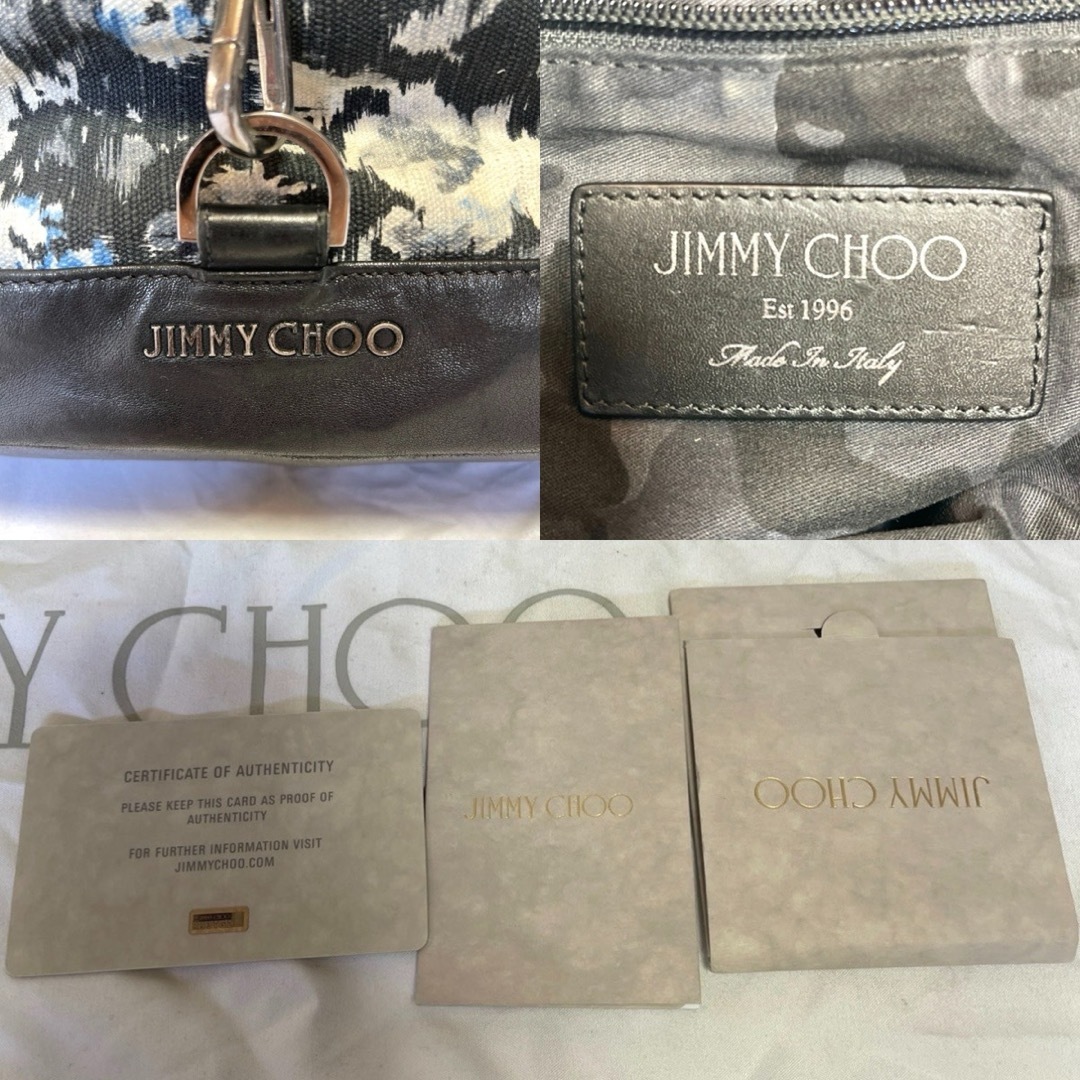 JIMMY CHOO
JIMMY CHOO
Est 1996
Made In Italy
Y CHOO
CERTIFICATE OF AUTHENTICITY
PLEASE KEEP THIS CARD AS PROOF OF
AUTHENTICITY
FOR FURTHER INFORMATION VISIT
JIMMYCHOO.COM
JIMMY CHOO
JIMMY CHOO